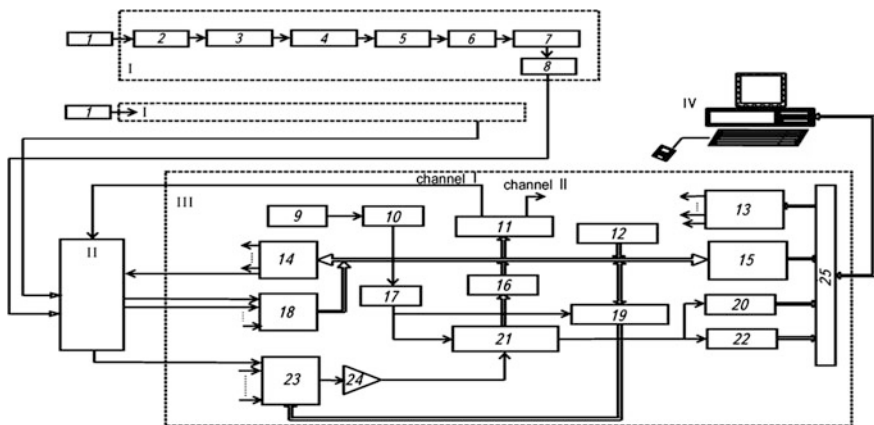 1 2 3 4 5 6 7
I 8
1 I
IV
channel I
channel II
III
9 10 11 12 13
II
14 15
16
17
18 19 20
21 22
23 24
25